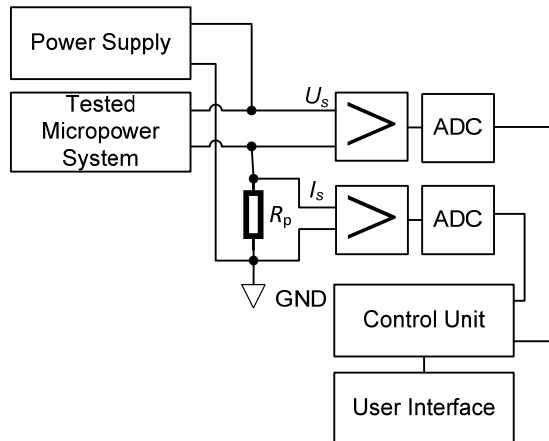 Power Supply
Tested
Micropower
System
Us
ADC
Is
Rp
ADC
GND
Control Unit
User Interface